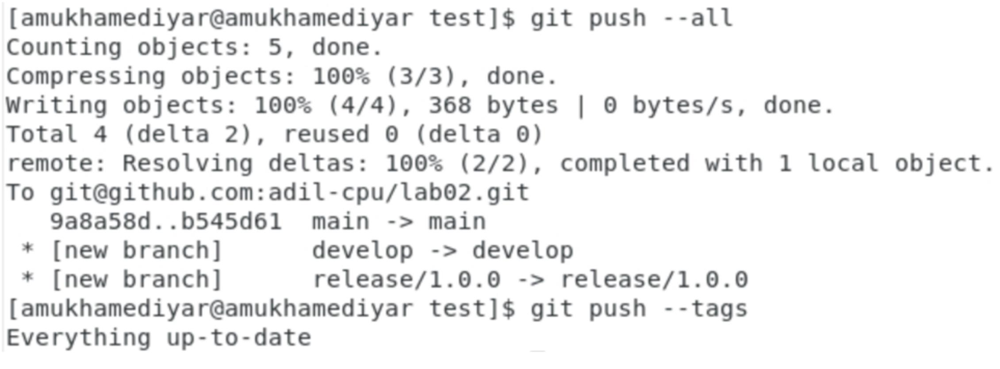 [amukhamediyar@amukhamediyar test]$ git push --all
Counting objects: 5, done.
Compressing objects: 100% (3/3), done.
Writing objects: 100% (4/4), 368 bytes | 0 bytes/s, done.
Total 4 (delta 2), reused 0 (delta 0)
remote: Resolving deltas: 100% (2/2), completed with 1 local object.
To git@github.com:adil-cpu/lab02.git
   9a8a58d..b545d61  main -> main
 * [new branch]      develop -> develop
 * [new branch]      release/1.0.0 -> release/1.0.0
[amukhamediyar@amukhamediyar test]$ git push --tags
Everything up-to-date